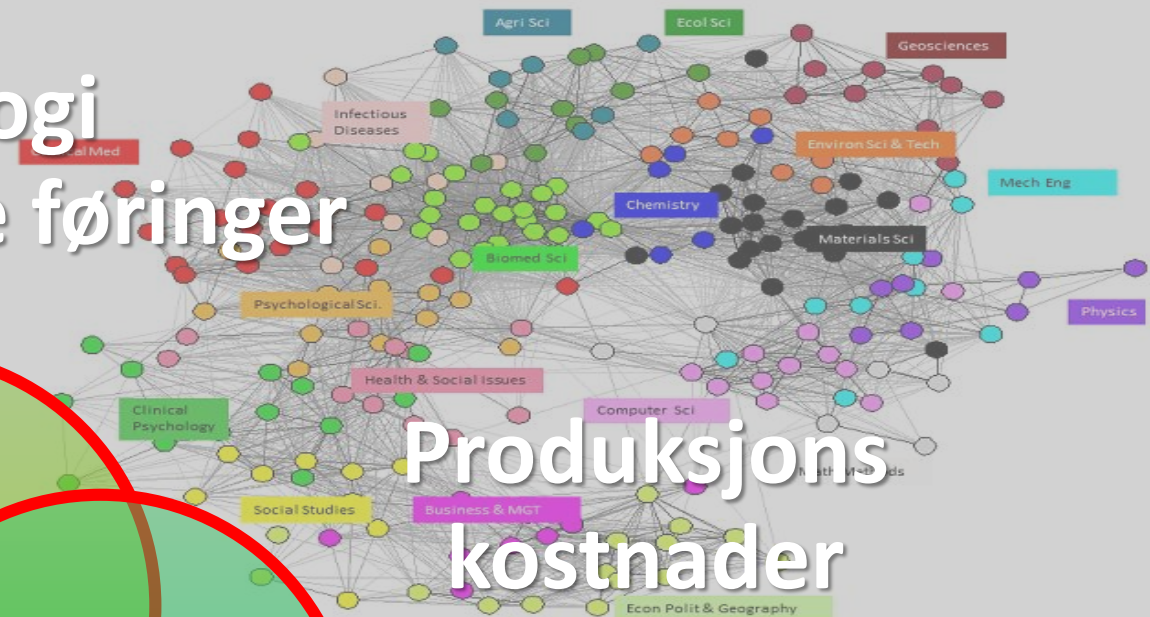 Agri Sci
Ecol Sci
Geosciences
ogi
Infectious
Diseases
Med
Environ Sci & Tech
Mech Eng
e føringer
Chemistry
Materials Sci
Biomed Sci
Psychological Sci.
Physics
Health & Social Issues
Clinical
Psychology
Computer Sci
Produksjons
Social Studies
Business & MGT
kostnader
Econ Polit & Geography